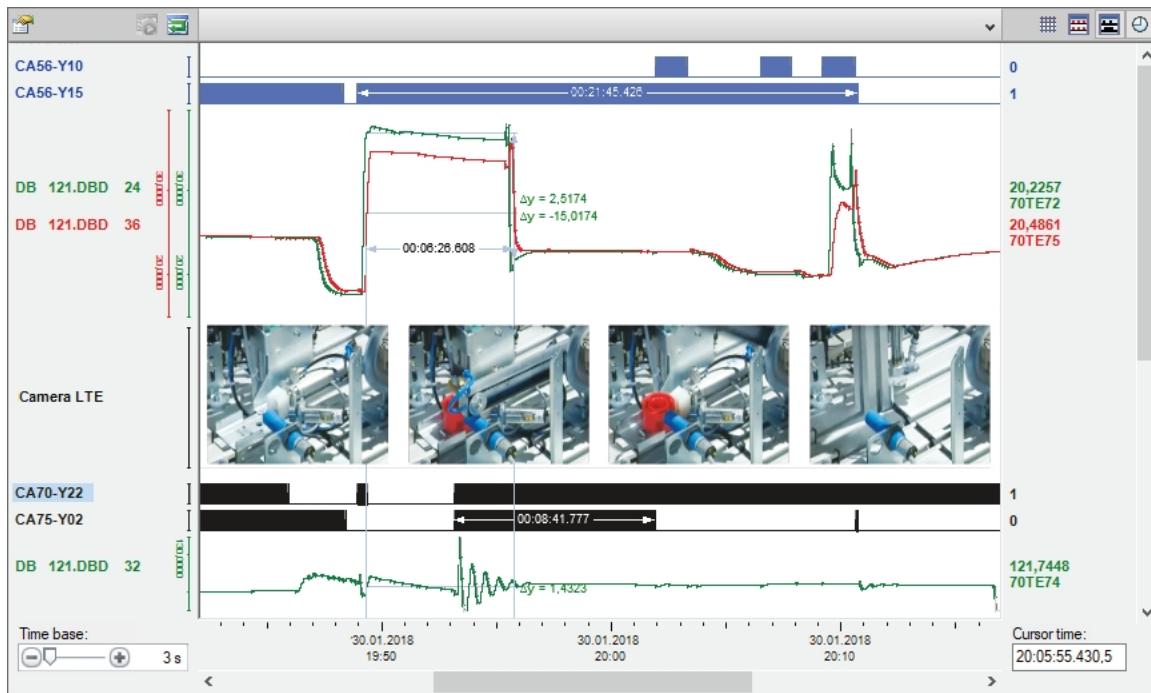 CA56-Y10
0
CA56-Y15
00:21:45.426
1
DB 121.DBD 24
20,2257
70TE72
DB 121.DBD 36
20,4861
70TE75
Δy = 2,5174
Δy = -15,0174
00:06:26.608
Camera LTE
CA70-Y22
1
CA75-Y02
00:08:41.777
0
DB 121.DBD 32
121,7448
70TE74
Δy = 1,4323
Time base:
3 s
30.01.2018
19:50
30.01.2018
20:00
30.01.2018
20:10
Cursor time:
20:05:55.430,5